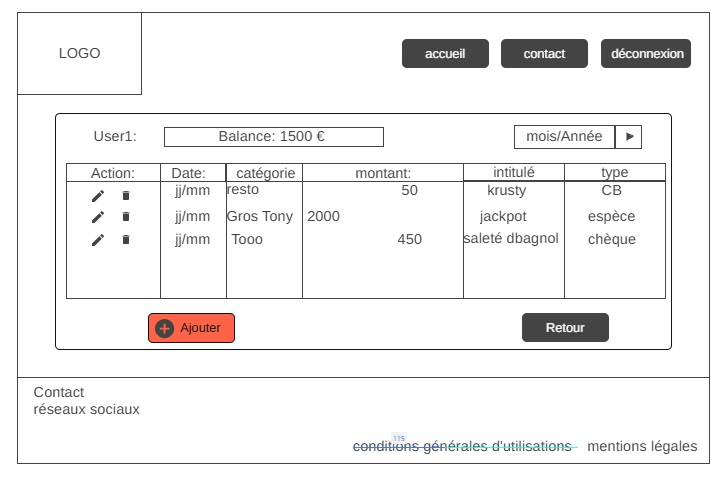 LOGO
accueil contact déconnexion
User1: Balance: 1500 € mois/Année
Action: Date: catégorie montant: intitulé type
jj/mm resto 50 krusty CB
jj/mm Gros Tony 2000 jackpot espèce
jj/mm Tooo 450 saleté dbagnol chèque
Ajouter Retour
Contact
réseaux sociaux
115
conditions générales d'utilisations mentions légales